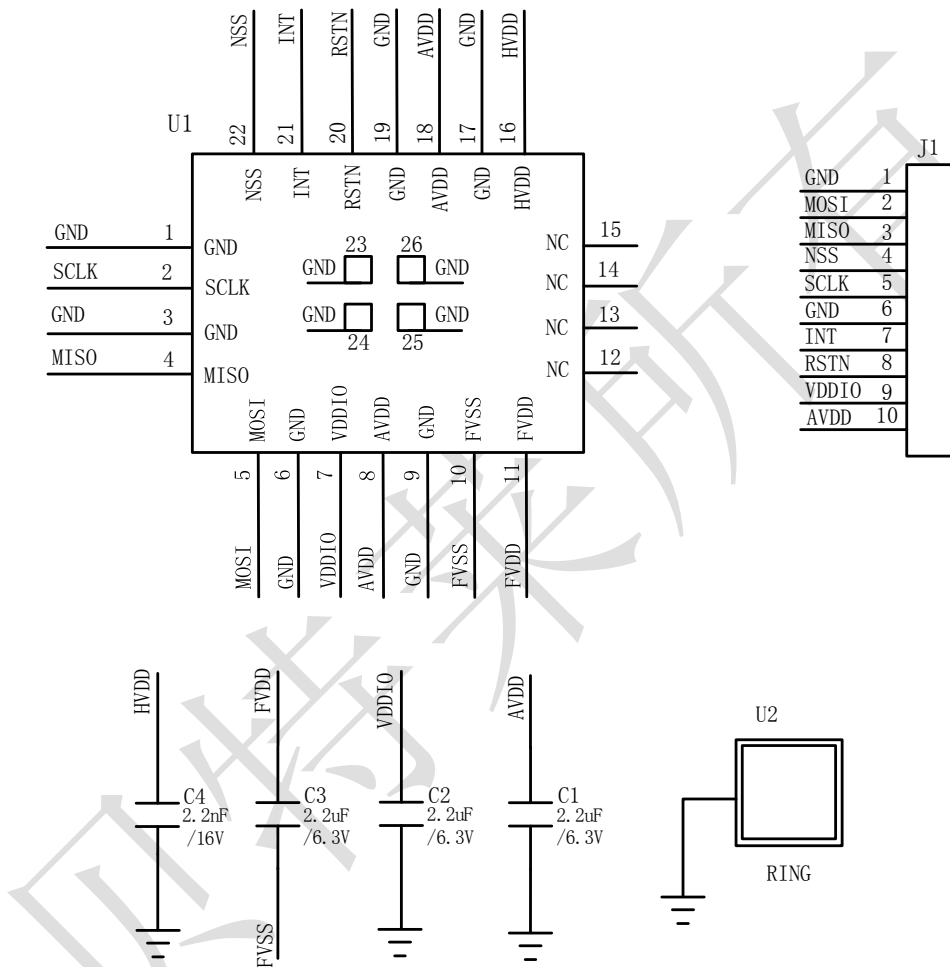 NSS
INT
RSTN
GND
AVDD
GND
HVDD
U1
22
21
20
19
18
17
16
NSS
INT
RSTN
GND
AVDD
GND
HVDD
GND 1 GND
SCLK 2 SCLK
GND 3 GND
MISO 4 MISO
23 26
GND GND
GND GND
24 25
NC 15
NC 14
NC 13
NC 12
MOSI
GND
VDDIO
AVDD
GND
FVSS
FVDD
5
6
7
8
9
10
11
MOSI
GND
VDDIO
AVDD
GND
FVSS
FVDD
J1
GND 1
MOSI 2
MISO 3
NSS 4
SCLK 5
GND 6
INT 7
RSTN 8
VDDIO 9
AVDD 10
HVDD
C4
2.2nF
/16V
FVDD
C3
2.2uF
/6.3V
FVSS
VDDIO
C2
2.2uF
/6.3V
AVDD
C1
2.2uF
/6.3V
U2
RING
贝特莱所有